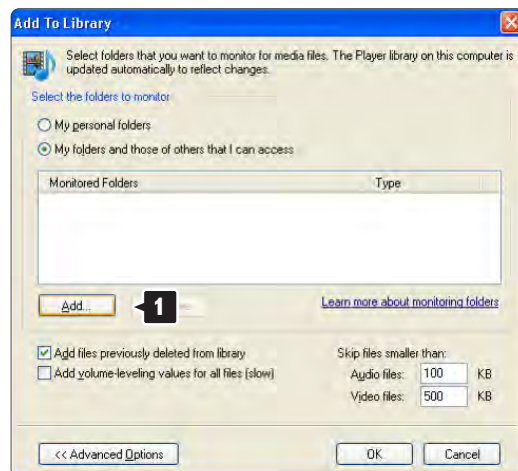 Add To Library
Select folders that you want to monitor for media files. The Player library on this computer is
updated automatically to reflect changes.
Select the folders to monitor
My personal folders
My folders and those of others that I can access
Monitored Folders Type
Add... 1 Learn more about monitoring folders
Add files previously deleted from library Skip files smaller than:
Add volume-leveling values for all files (slow) Audio files: 100 KB
Video files: 500 KB
<< Advanced Options OK Cancel